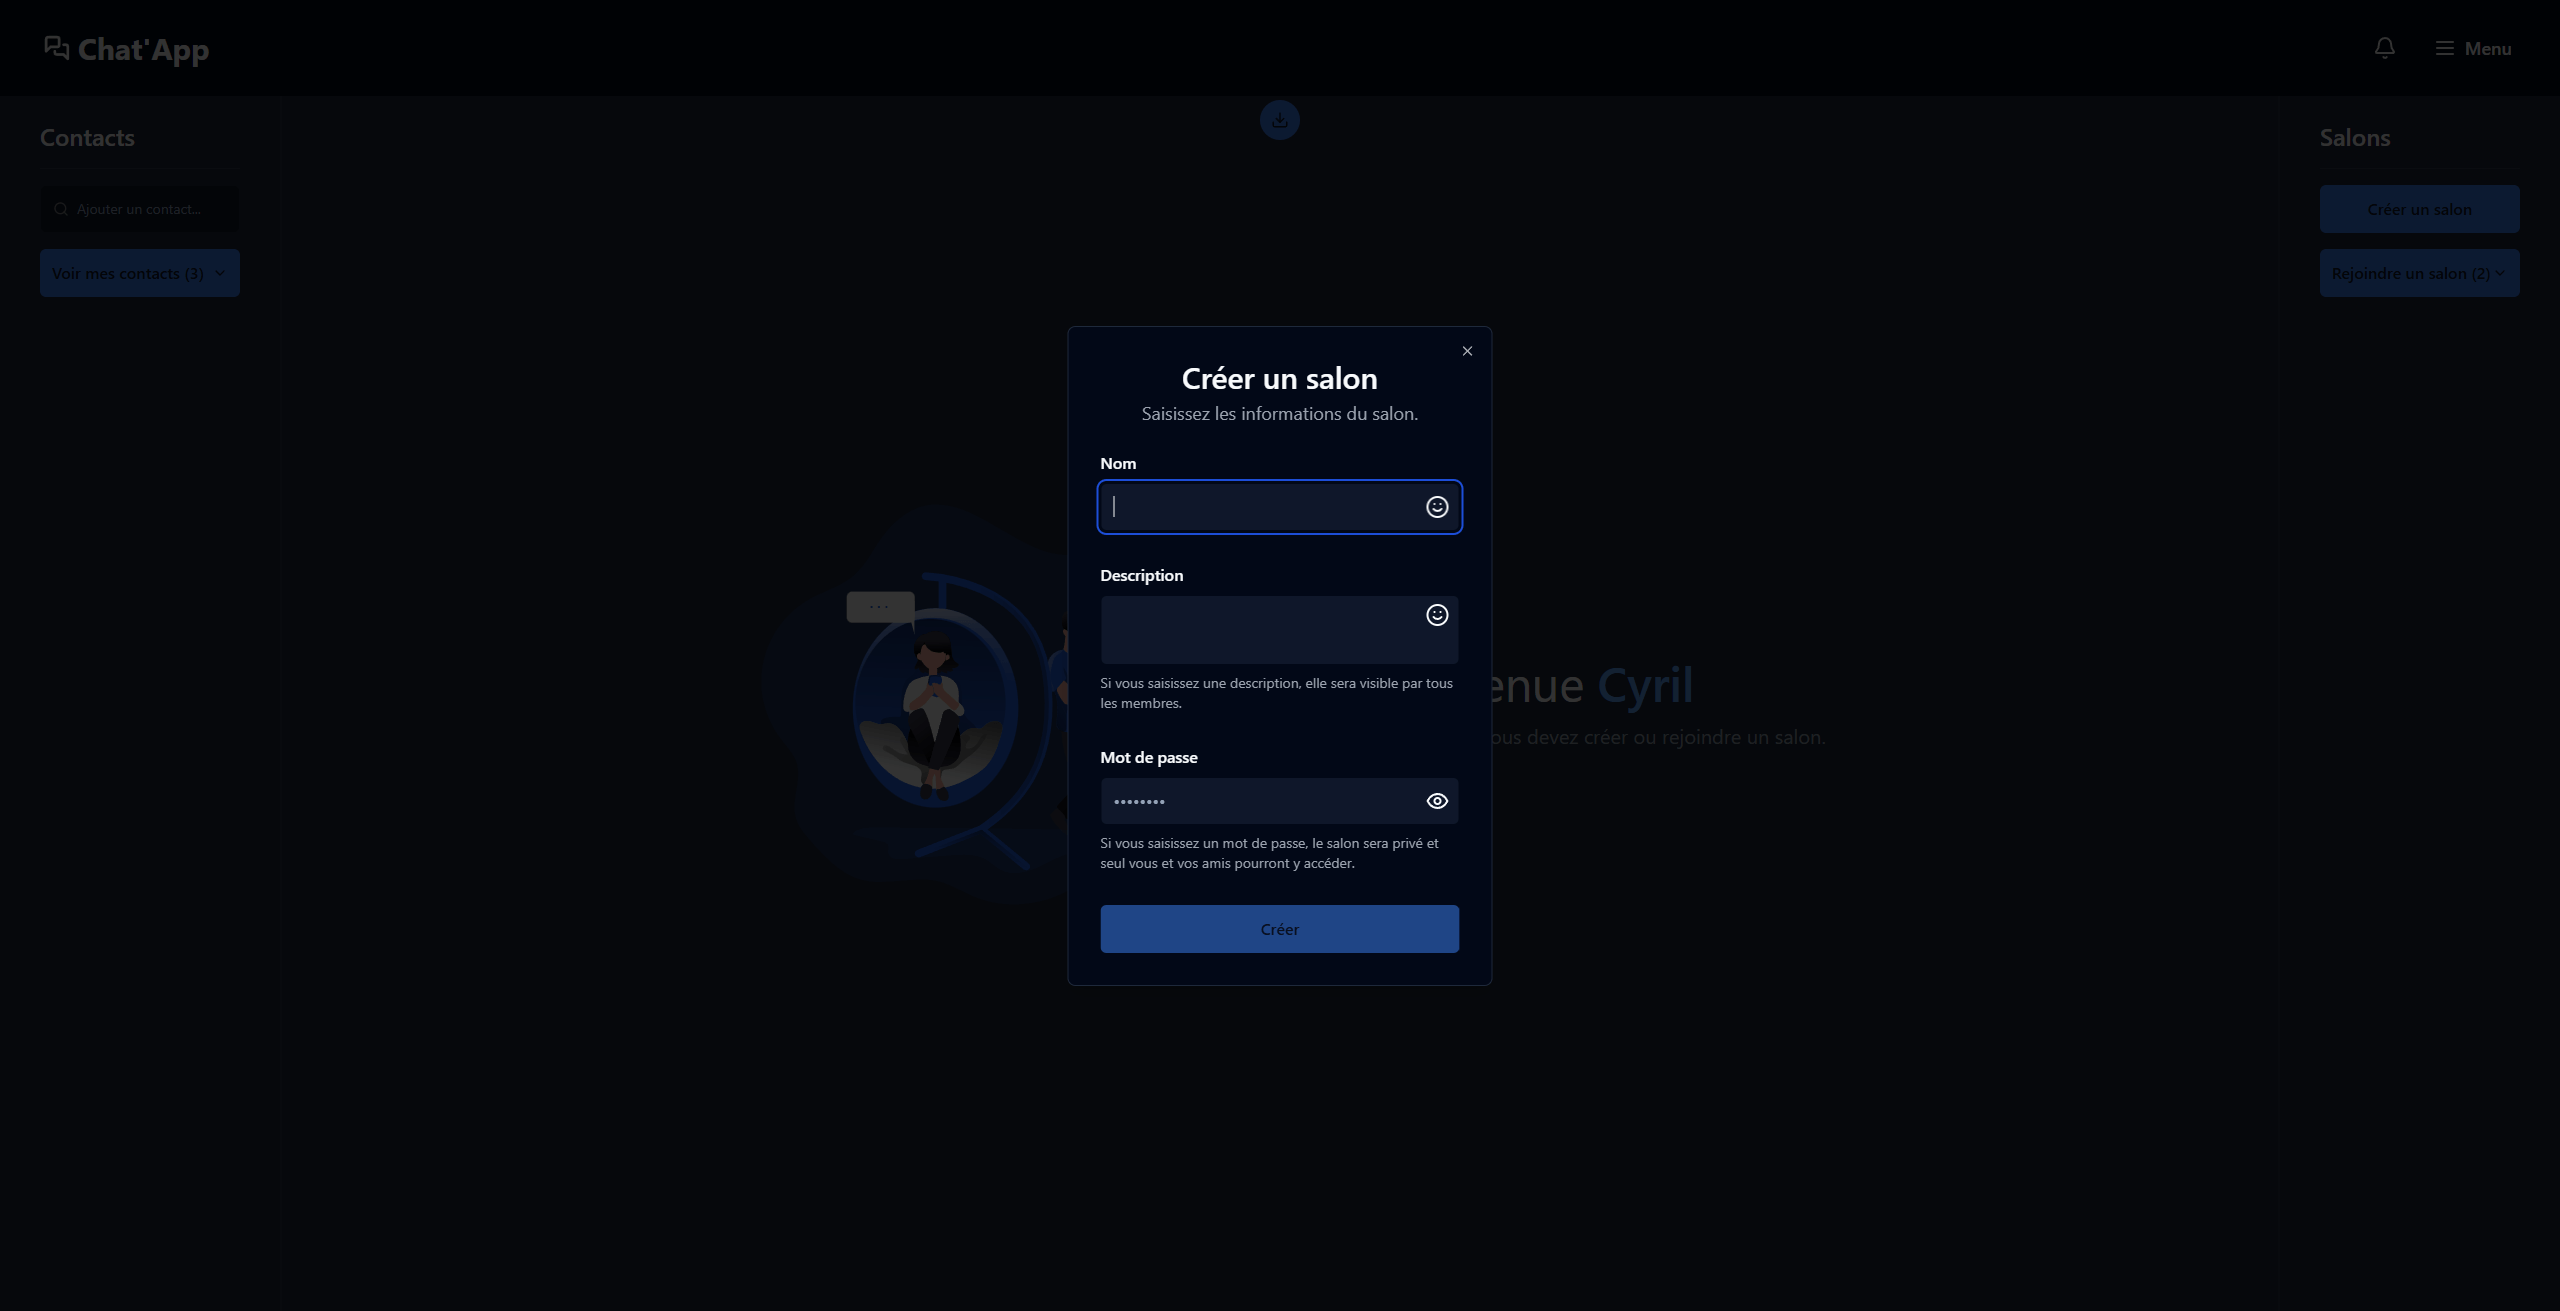 Chat'App
Menu
Contacts
Ajouter un contact...
Voir mes contacts (3)
Salons
Créer un salon
Rejoindre un salon (2)
Créer un salon
Saisissez les informations du salon.
Nom
Description
Si vous saisissez une description, elle sera visible par tous
les membres.
Mot de passe
••••••••
Si vous saisissez un mot de passe, le salon sera privé et
seul vous et vos amis pourront y accéder.
Créer
enue Cyril
ous devez créer ou rejoindre un salon.